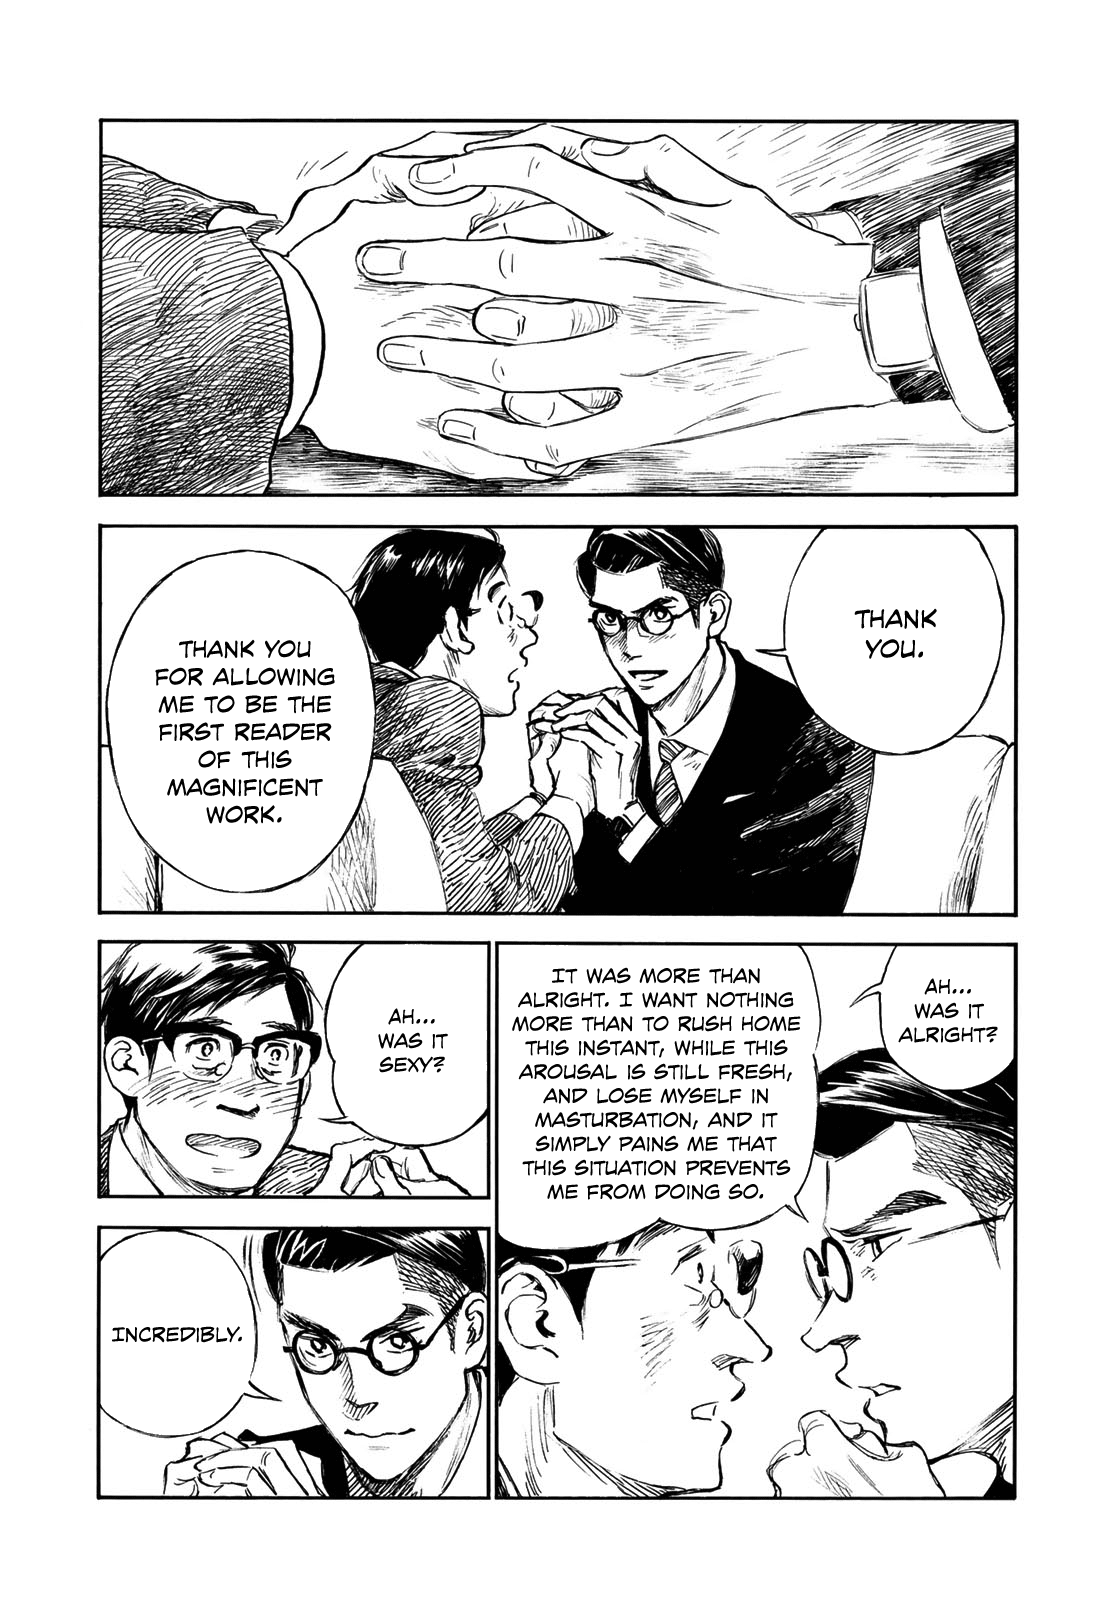 THANK
YOU.
THANK YOU
FOR ALLOWING
ME TO BE THE
FIRST READER
OF THIS
MAGNIFICENT
WORK.
AH...
WAS IT
ALRIGHT?
IT WAS MORE THAN
ALRIGHT. I WANT NOTHING
MORE THAN TO RUSH HOME
THIS INSTANT, WHILE THIS
AROUSAL IS STILL FRESH,
AND LOSE MYSELF IN
MASTURBATION, AND IT
SIMPLY PAINS ME THAT
THIS SITUATION PREVENTS
ME FROM DOING SO.
AH...
WAS IT
SEXY?
INCREDIBLY.